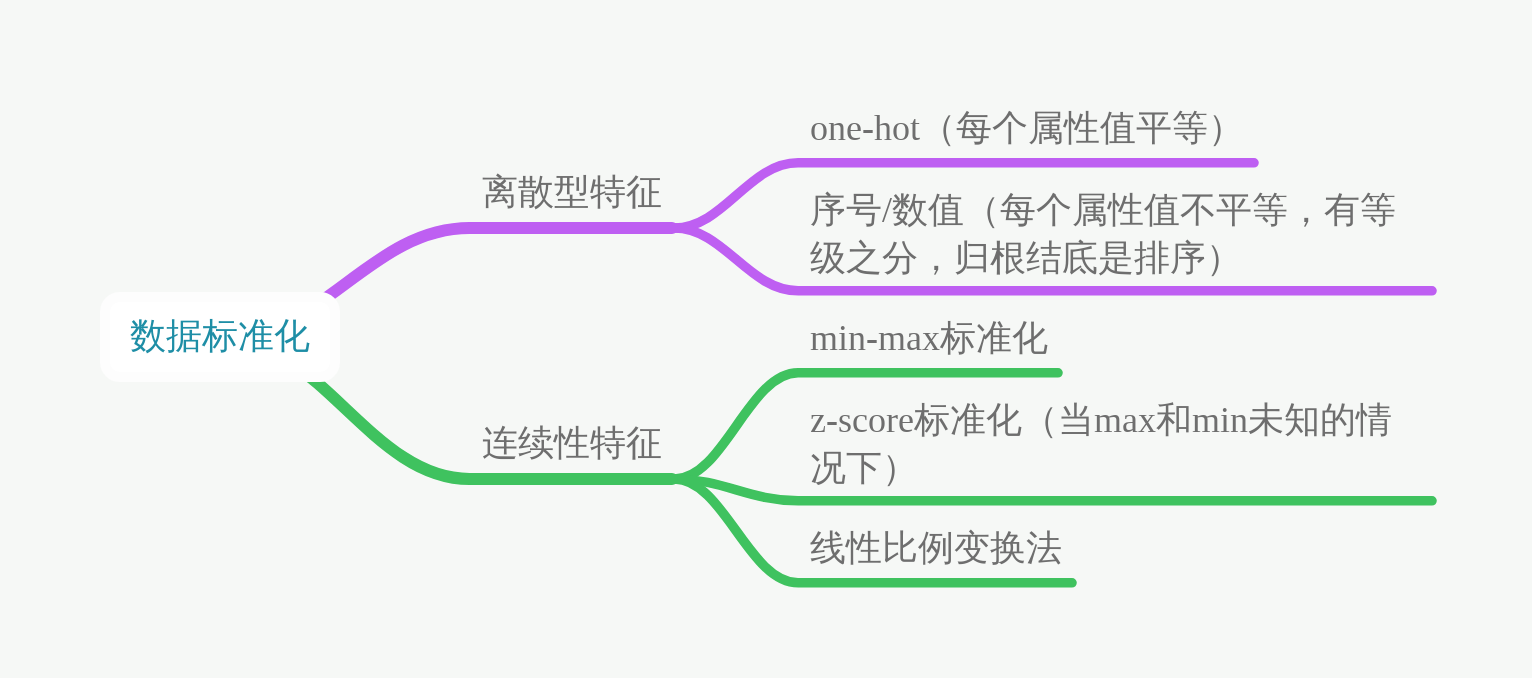 数据标准化
离散型特征
one-hot（每个属性值平等）
序号/数值（每个属性值不平等，有等
级之分，归根结底是排序）
连续性特征
min-max标准化
z-score标准化（当max和min未知的情
况下）
线性比例变换法